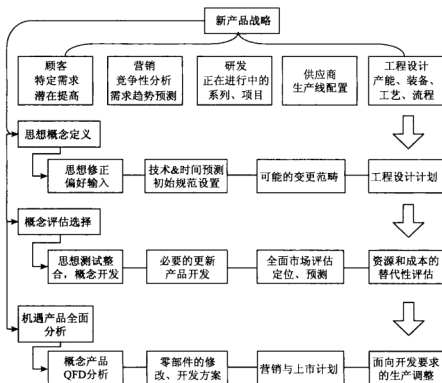 新产品战略
顾客
特定需求
潜在提高
营销
竞争性分析
需求趋势预测
研发
正在进行中的
系列、项目
供应商
生产线配置
工程设计
产能、装备、
工艺、流程
思想概念定义
思想修正
偏好输入
技术&时间预测
初始规范设置
可能的变更范畴
工程设计计划
概念评估选择
思想测试整
合，概念开发
必要的更新
产品开发
全面市场评估
定位、预测
资源和成本的
替代性评估
机遇产品全面
分析
概念产品
QFD分析
零部件的修
改、开发方案
营销与上市计划
面向开发要求
的生产调整